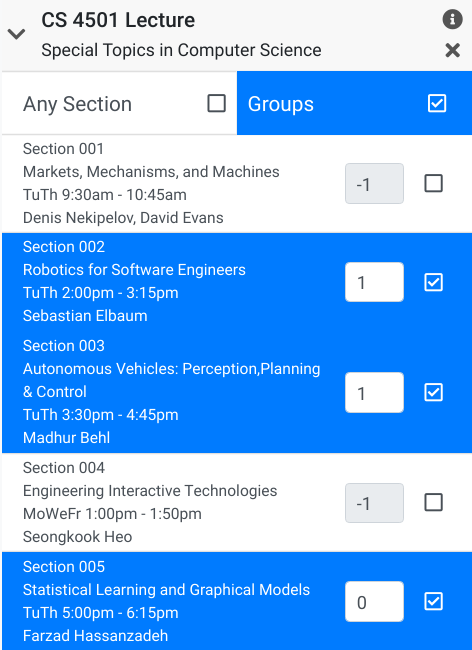 CS 4501 Lecture
Special Topics in Computer Science
Any Section
Groups
Section 001
Markets, Mechanisms, and Machines
TuTh 9:30am - 10:45am
Denis Nekipelov, David Evans
-1
Section 002
Robotics for Software Engineers
TuTh 2:00pm - 3:15pm
Sebastian Elbaum
1
Section 003
Autonomous Vehicles: Perception,Planning
& Control
TuTh 3:30pm - 4:45pm
Madhur Behl
1
Section 004
Engineering Interactive Technologies
MoWeFr 1:00pm - 1:50pm
Seongkook Heo
-1
Section 005
Statistical Learning and Graphical Models
TuTh 5:00pm - 6:15pm
Farzad Hassanzadeh
0